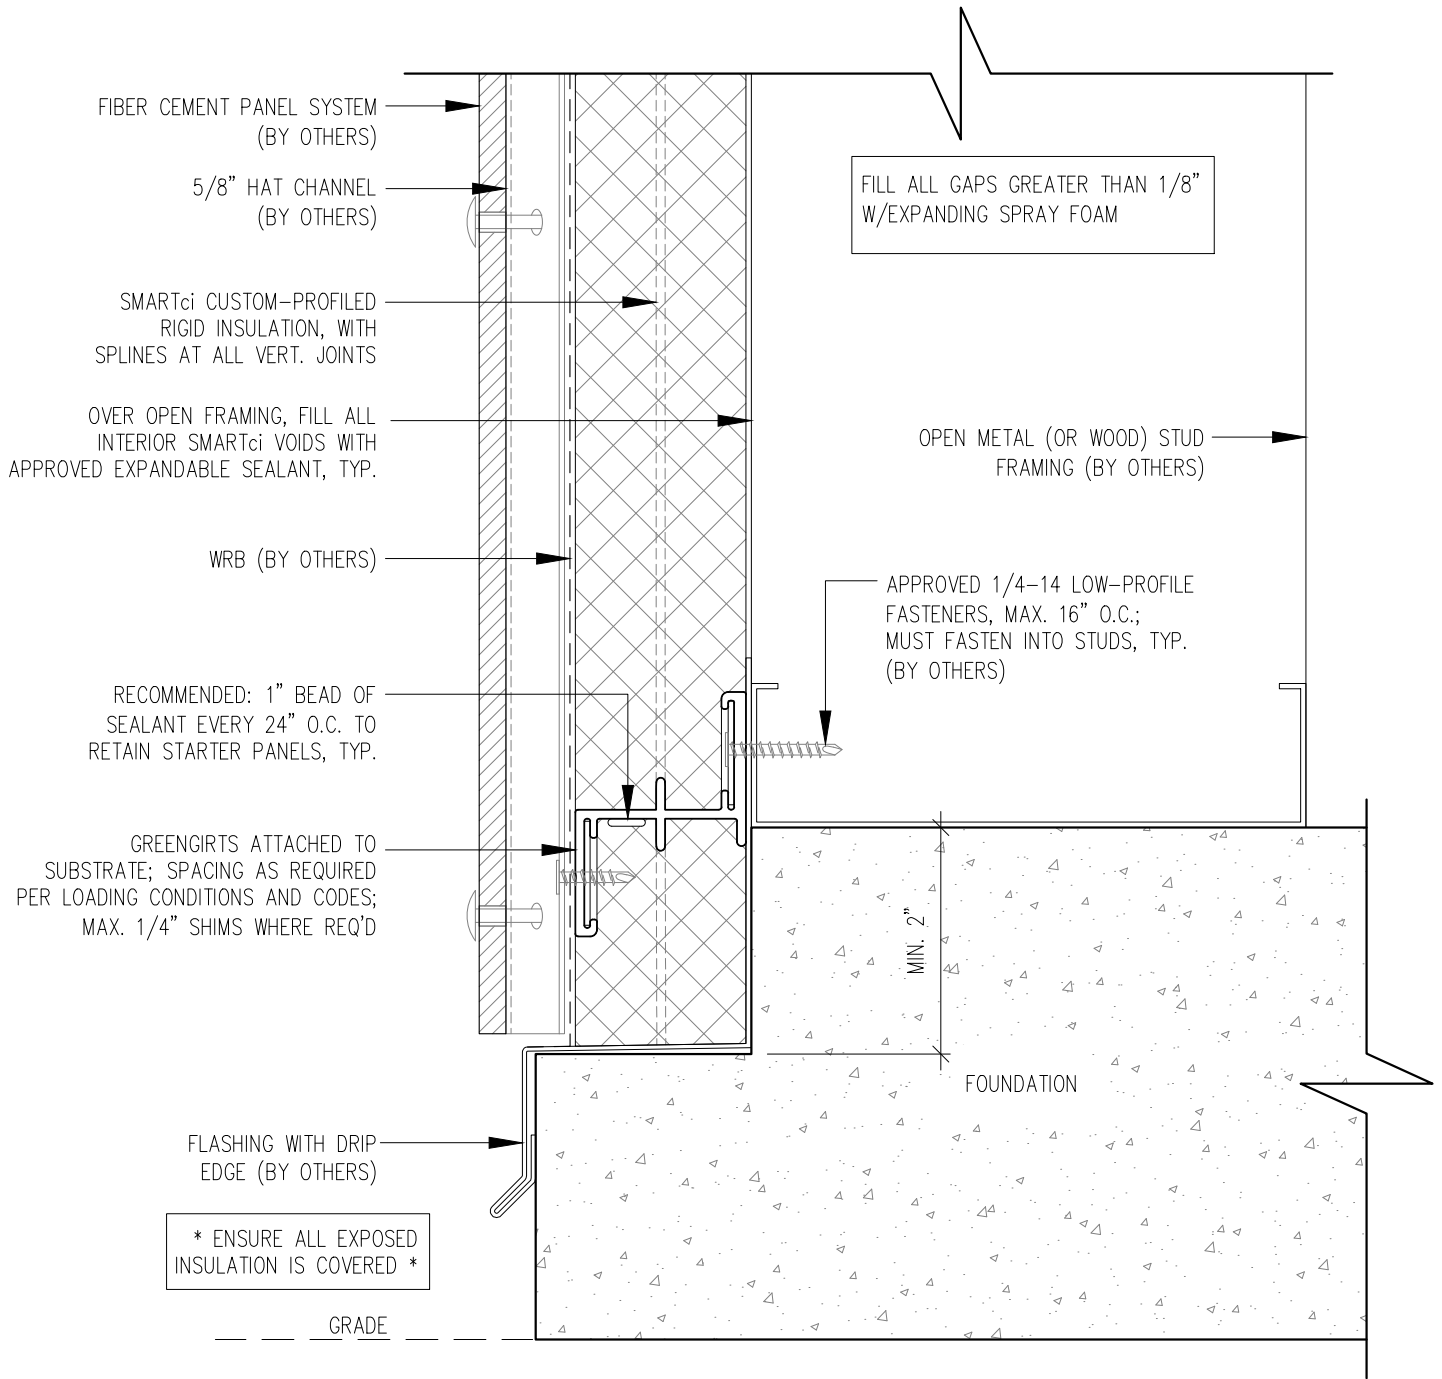 FIBER CEMENT PANEL SYSTEM
(BY OTHERS)
5/8” HAT CHANNEL
(BY OTHERS)
SMARTci CUSTOM–PROFILED
RIGID INSULATION, WITH
SPLINES AT ALL VERT. JOINTS
OVER OPEN FRAMING, FILL ALL
INTERIOR SMARTci VOIDS WITH
APPROVED EXPANDABLE SEALANT, TYP.
WRB (BY OTHERS)
RECOMMENDED: 1” BEAD OF
SEALANT EVERY 24” O.C. TO
RETAIN STARTER PANELS, TYP.
GREENGIRTS ATTACHED TO
SUBSTRATE; SPACING AS REQUIRED
PER LOADING CONDITIONS AND CODES;
MAX. 1/4” SHIMS WHERE REQ'D
FLASHING WITH DRIP
EDGE (BY OTHERS)
* ENSURE ALL EXPOSED
INSULATION IS COVERED *
GRADE
FILL ALL GAPS GREATER THAN 1/8”
W/EXPANDING SPRAY FOAM
OPEN METAL (OR WOOD) STUD
FRAMING (BY OTHERS)
APPROVED 1/4–14 LOW–PROFILE
FASTENERS, MAX. 16” O.C.;
MUST FASTEN INTO STUDS, TYP.
(BY OTHERS)
MIN. 2”
FOUNDATION